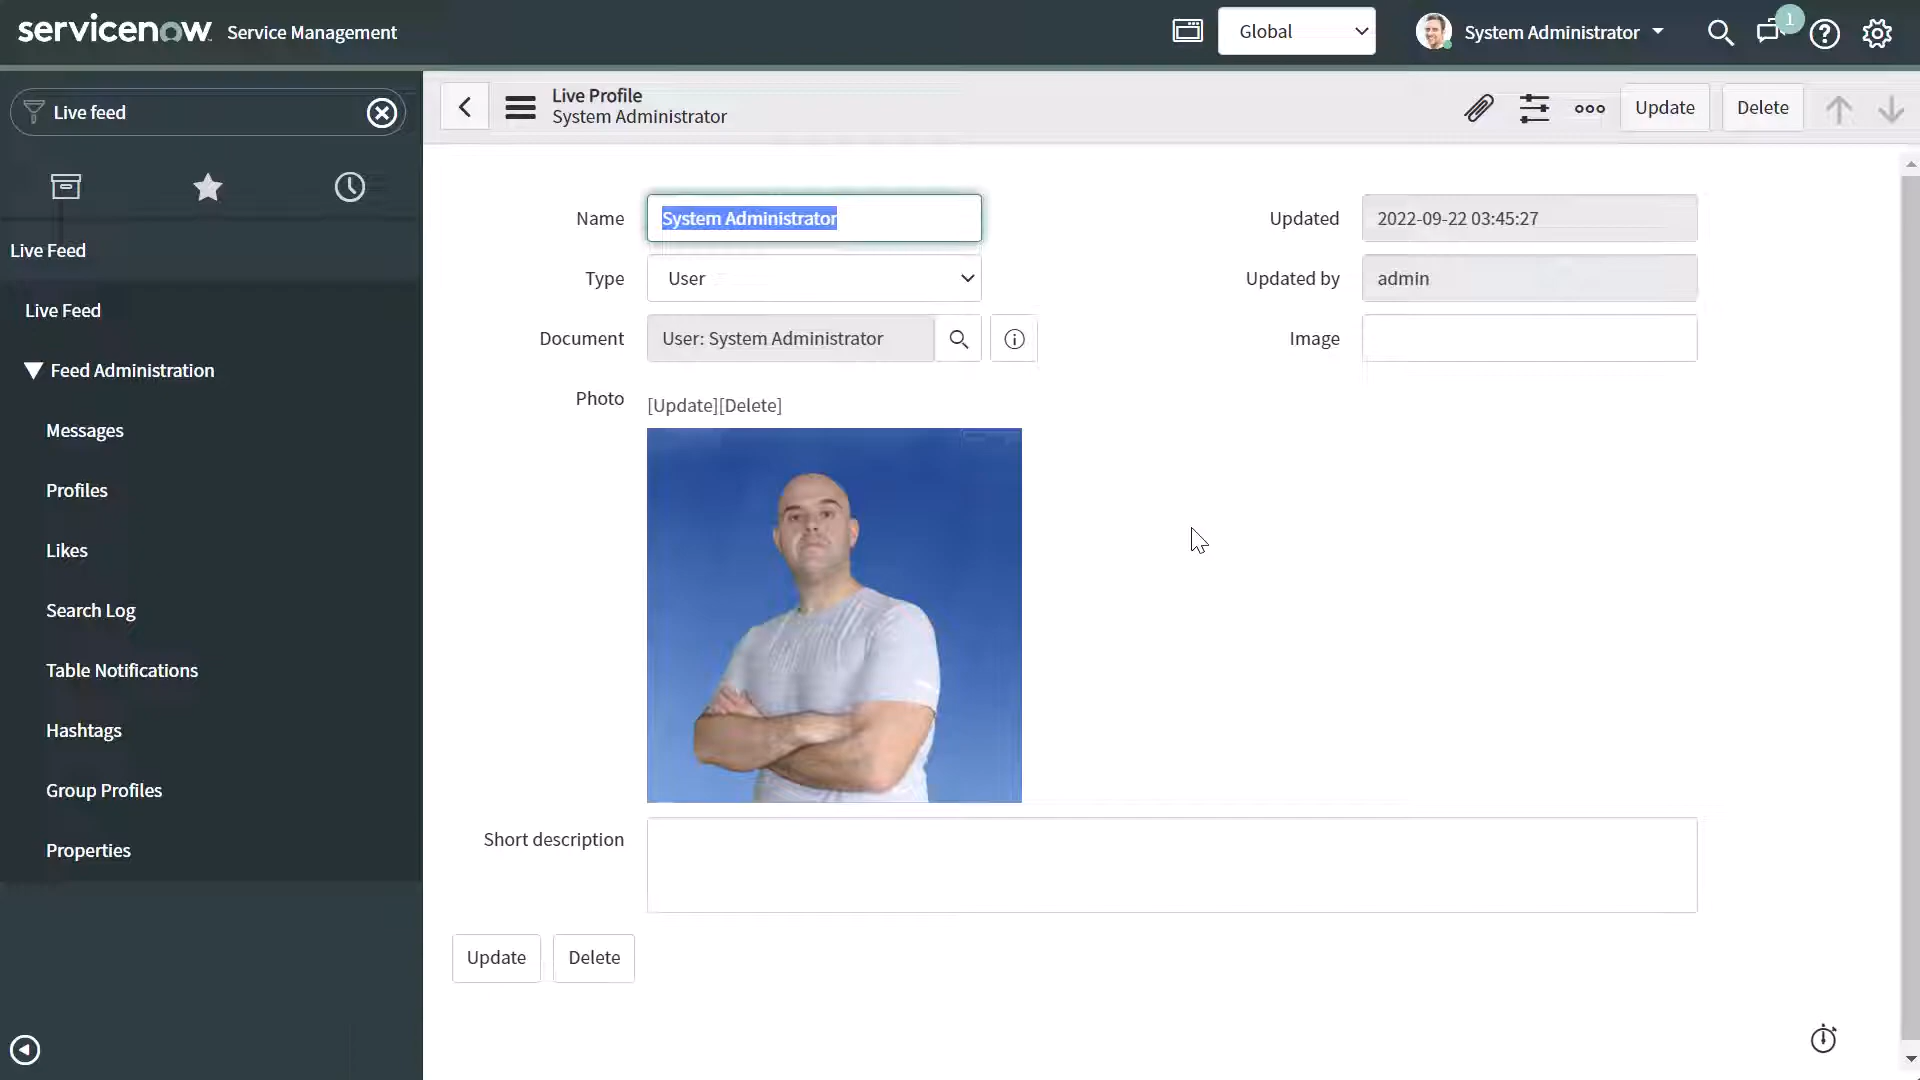 servicenow Service Management
Global
System Administrator
1
Live feed
Live Profile
System Administrator
Update
Delete
Live Feed
Live Feed
Feed Administration
Messages
Profiles
Likes
Search Log
Table Notifications
Hashtags
Group Profiles
Properties
Name
System Administrator
Type
User
Document
User: System Administrator
Photo
[Update][Delete]
Updated
2022-09-22 03:45:27
Updated by
admin
Image
Short description
Update
Delete